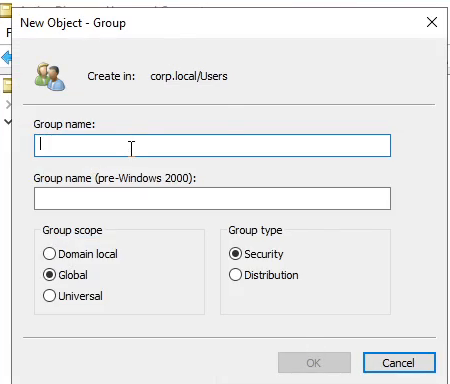 New Object - Group
Create in: corp.local/Users
Group name:
Group name (pre-Windows 2000):
Group scope
Domain local
Global
Universal
Group type
Security
Distribution
OK
Cancel